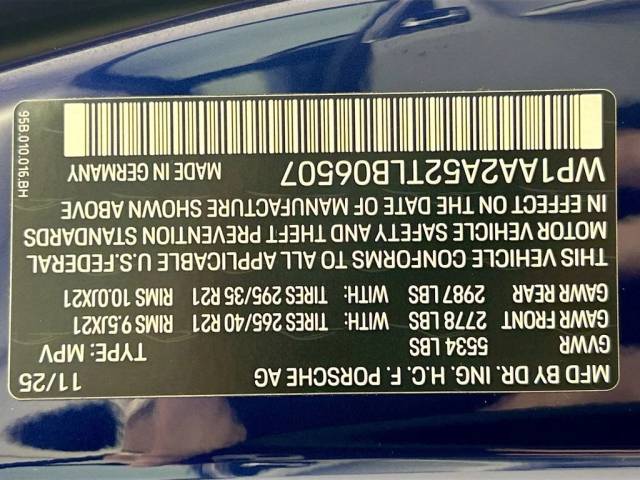 MFD BY DR. ING. H.C. F. PORSCHE AG 11/25
GVWR 5534 LBS TYPE: MPV
GAWR FRONT 2778 LBS WITH: TIRES 265/40 R21 RIMS 9.5JX21
GAWR REAR 2987 LBS WITH: TIRES 295/35 R21 RIMS 10.0JX21
THIS VEHICLE CONFORMS TO ALL APPLICABLE U.S.FEDERAL
MOTOR VEHICLE SAFETY AND THEFT PREVENTION STANDARDS
IN EFFECT ON THE DATE OF MANUFACTURE SHOWN ABOVE
WP1AA2A52TLB06507 MADE IN GERMANY
95B.010.016.BH